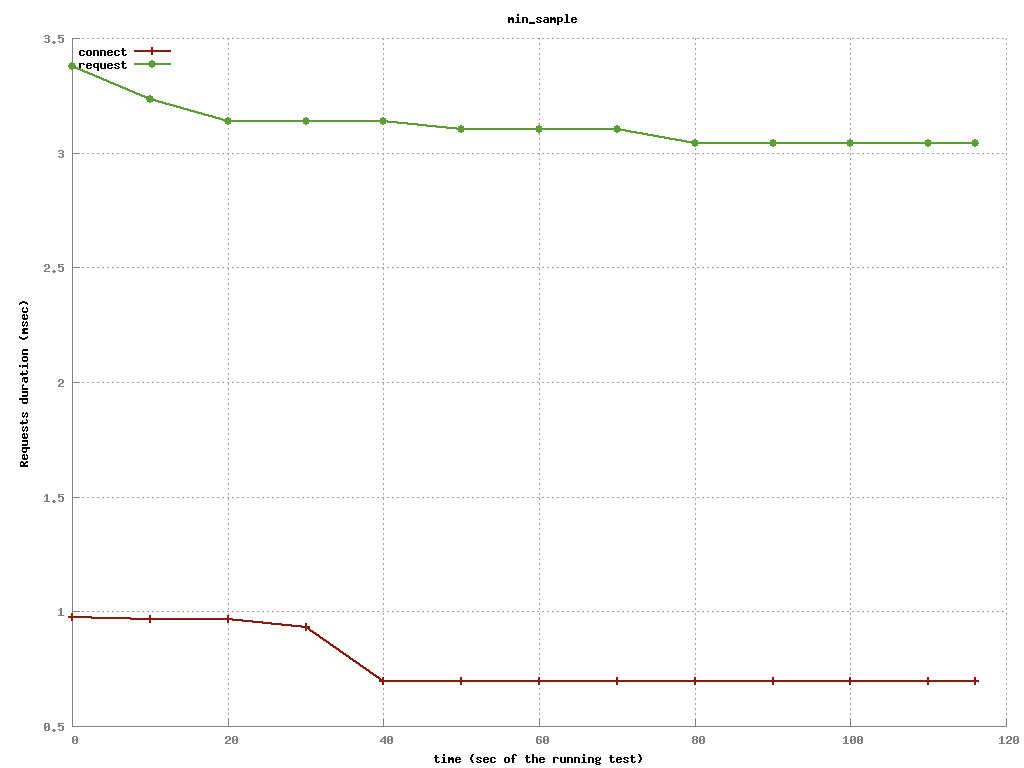 min_sample
3.5
connect
request
3
2.5
2
1.5
1
0.5
Requests duration (msec)
0 20 40 60 80 100 120
time (sec of the running test)